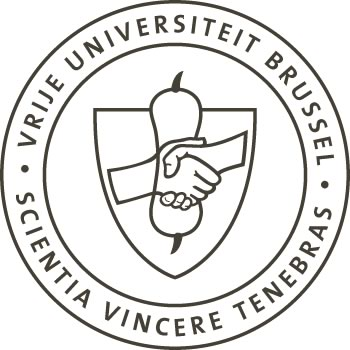 VRIJE UNIVERSITEIT BRUSSEL
SCIENTIA VINCERE TENEBRAS